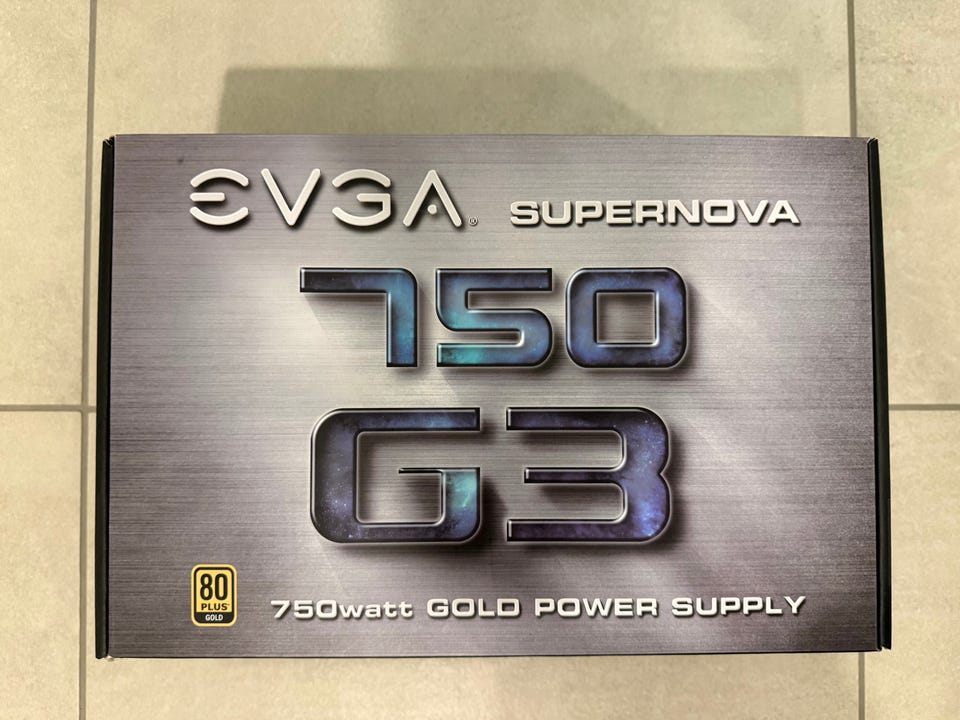 EVGA® SUPERNOVA
750
G3
80
PLUS
GOLD
750watt GOLD POWER SUPPLY